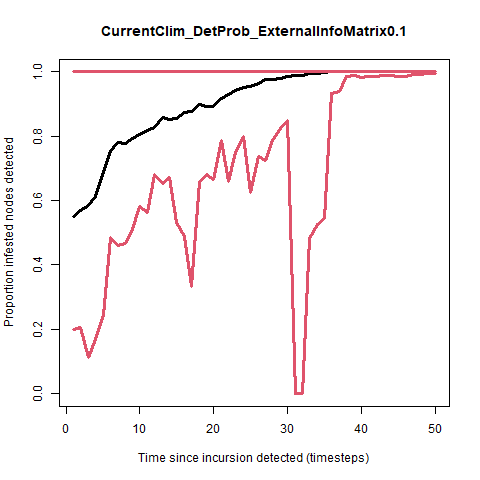 CurrentClim_DetProb_ExternalInfoMatrix0.1
Proportion infested nodes detected
1.0
0.8
0.6
0.4
0.2
0.0
0 10 20 30 40 50
Time since incursion detected (timesteps)